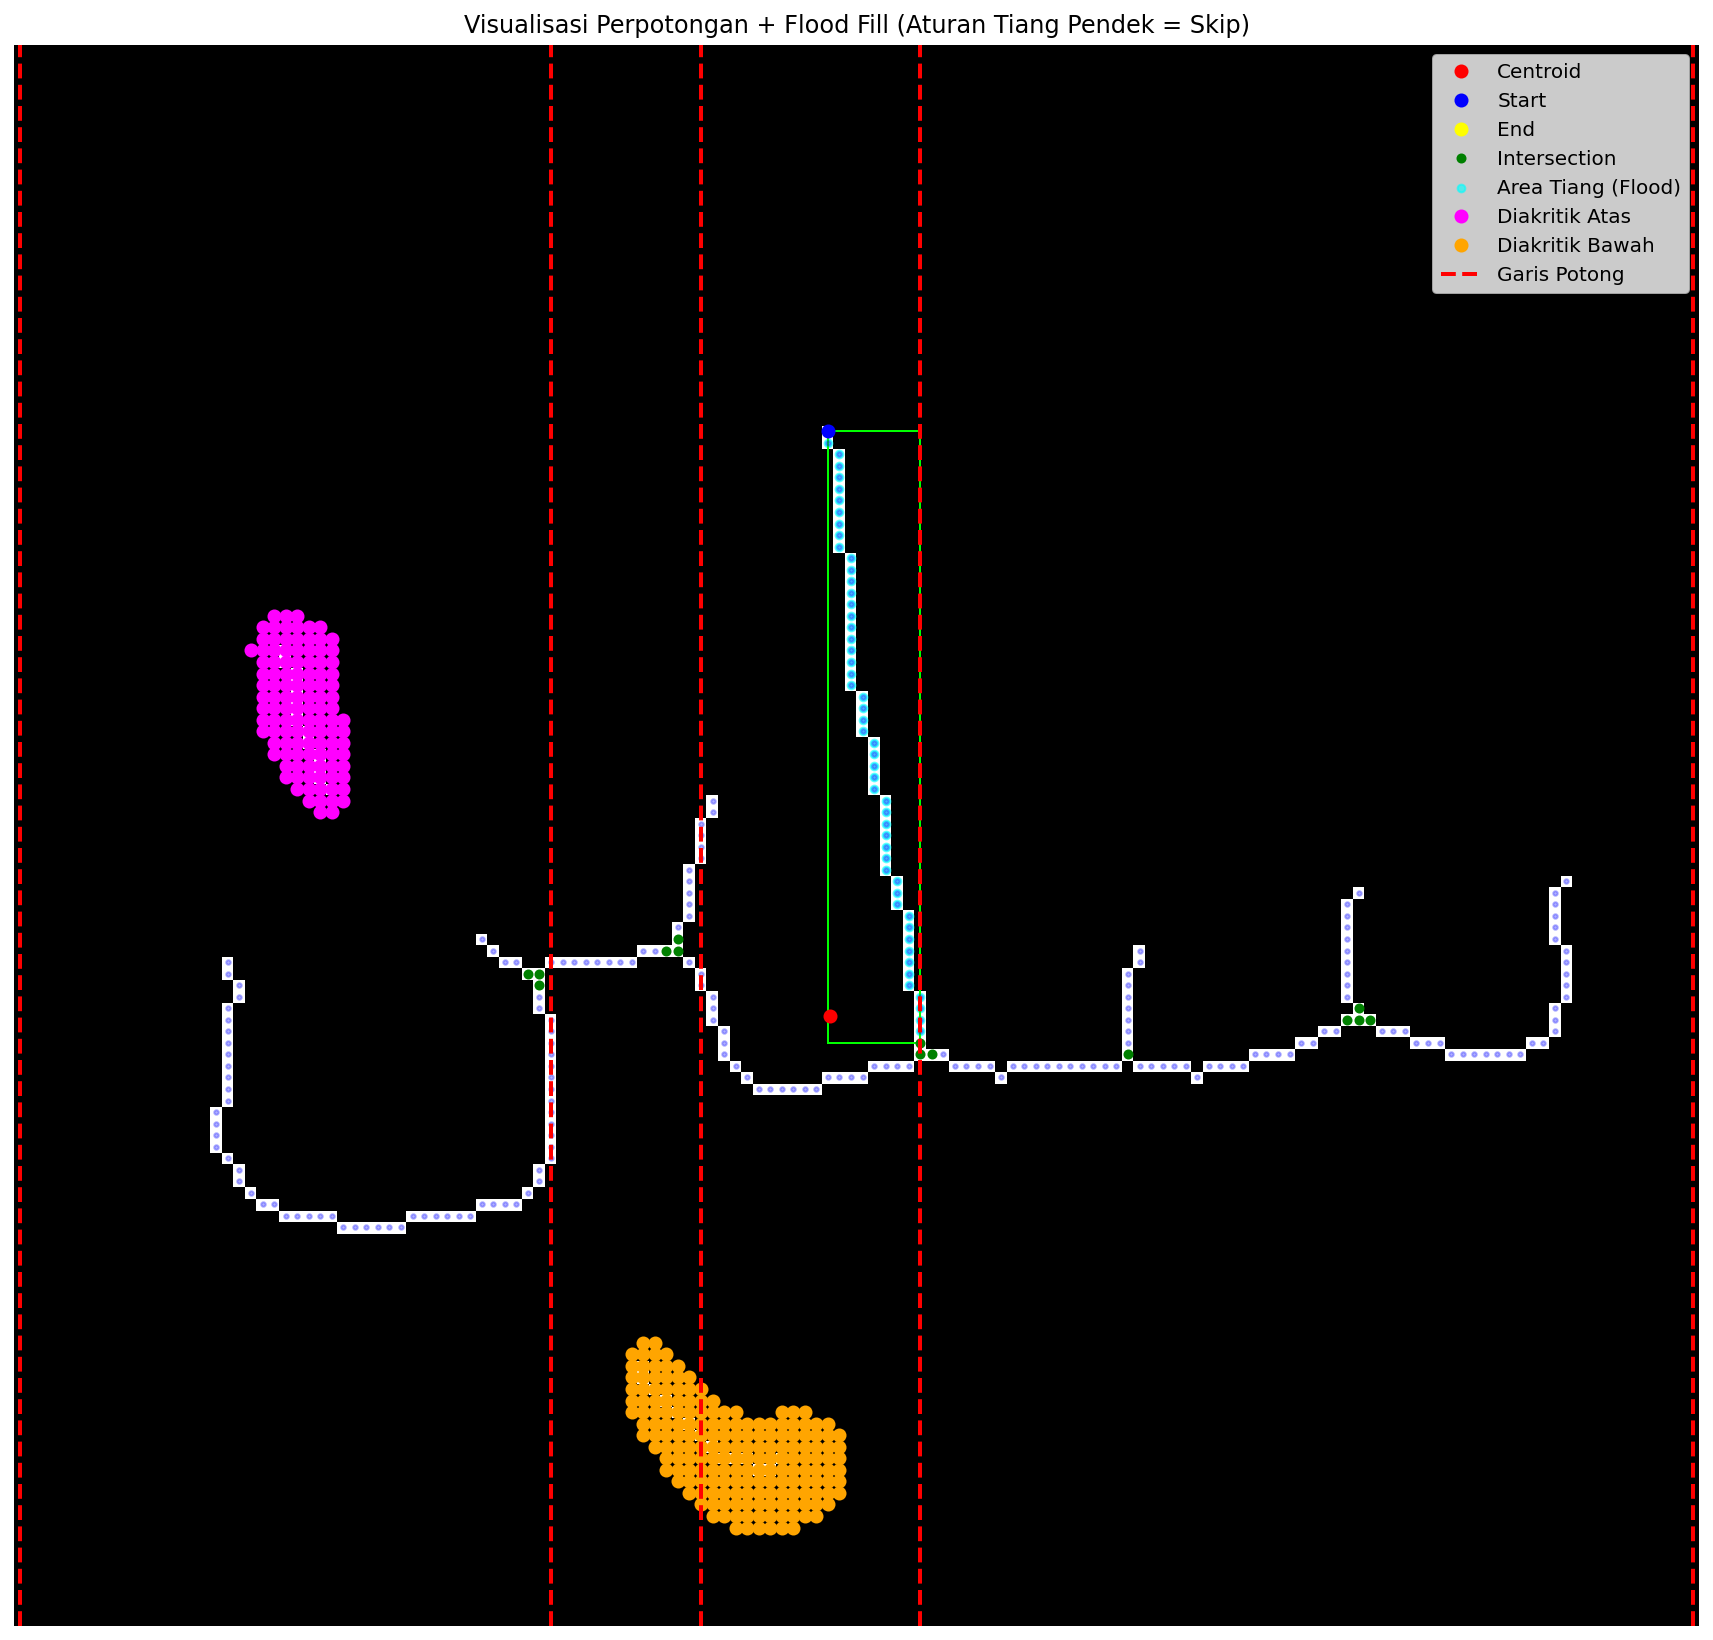 Visualisasi Perpotongan + Flood Fill (Aturan Tiang Pendek = Skip)
Centroid
Start
End
Intersection
Area Tiang (Flood)
Diakritik Atas
Diakritik Bawah
Garis Potong